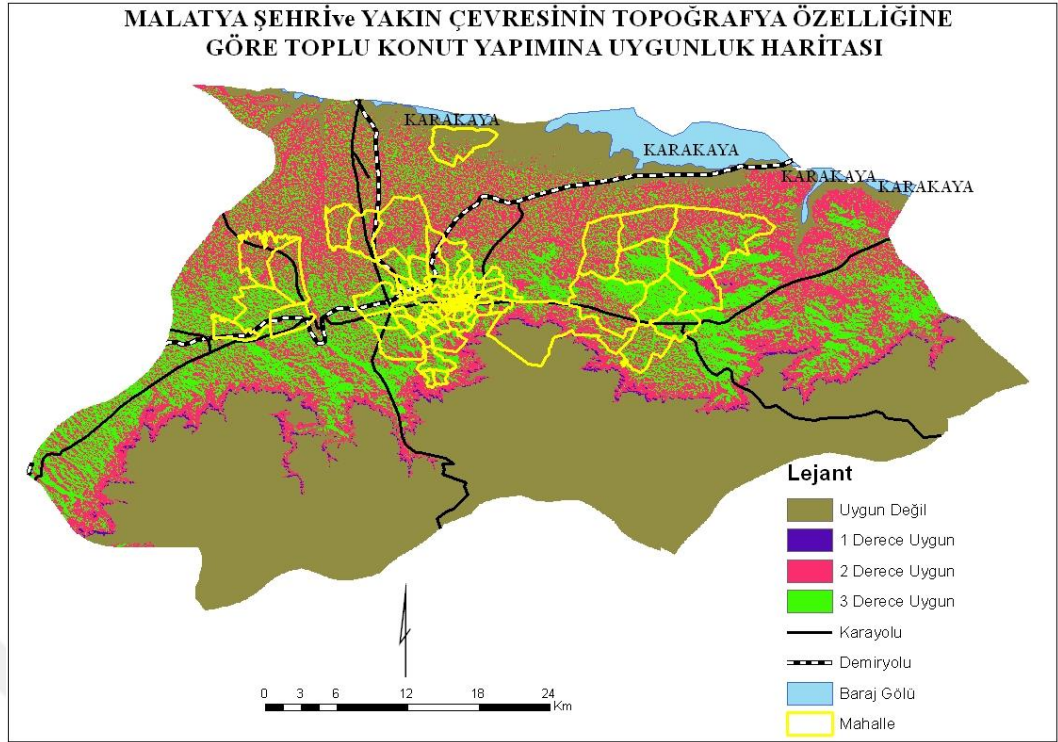 MALATYA ŞEHRİve YAKIN ÇEVRESİNİN TOPOĞRAFYA ÖZELLİĞİNE
GÖRE TOPLU KONUT YAPIMINA UYGUNLUK HARİTASI
KARAKAYA
KARAKAYA
KARAKAYA
KARAKAYA
Lejant
Uygun Değil
1 Derece Uygun
2 Derece Uygun
3 Derece Uygun
Karayolu
Demiryolu
Baraj Gölü
Mahalle
0 3 6 12 18 24
Km